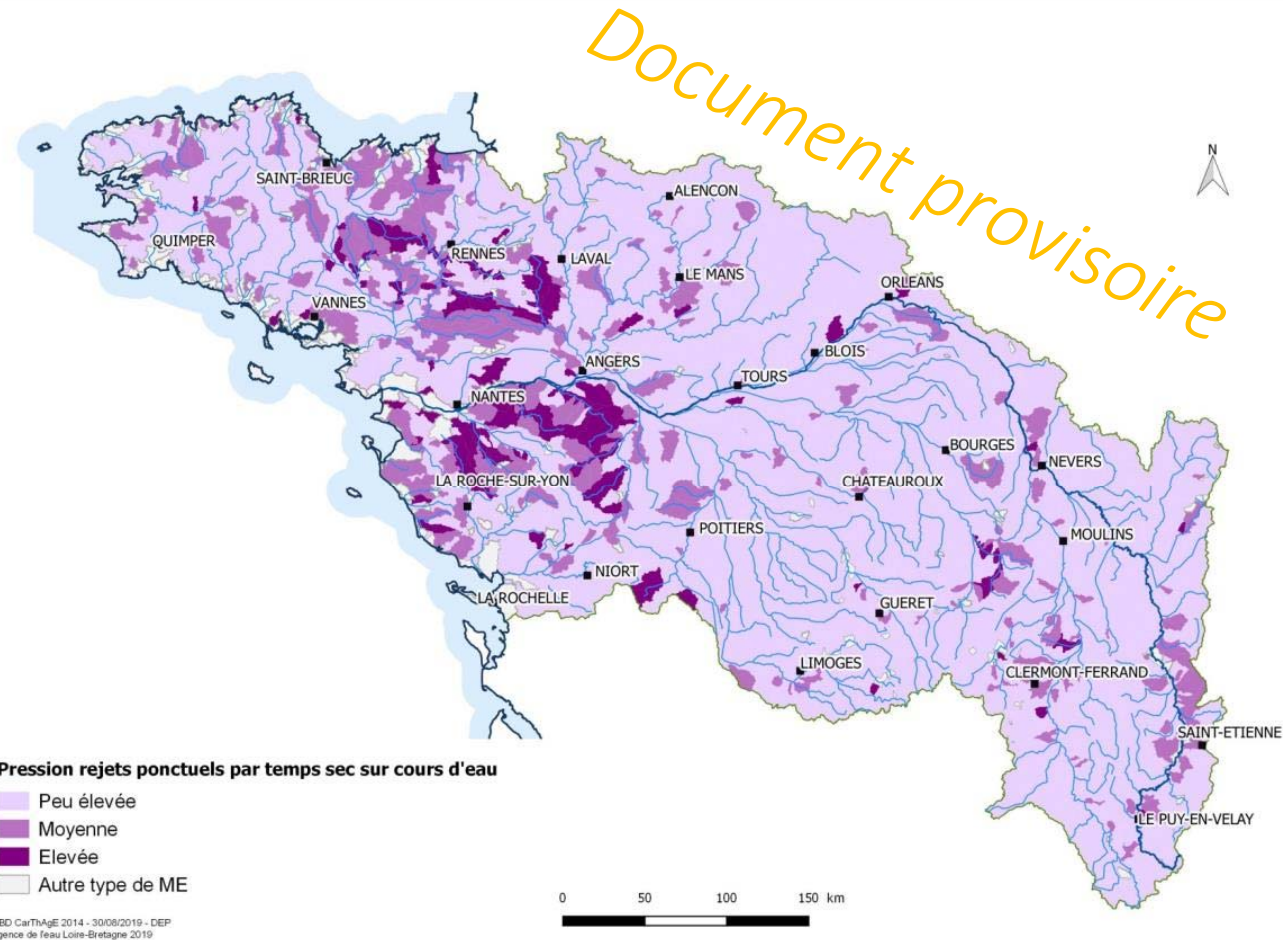 Document provisoire
N
SAINT-BRIEUC
ALENCON
QUIMPER
RENNES
LAVAL
LE MANS
ORLEANS
VANNES
BLOIS
ANGERS
TOURS
NANTES
BOURGES
NEVERS
LA ROCHE-SUR-YON
CHATEAUROUX
POITIERS
MOULINS
NIORT
LA ROCHELLE
GUERET
LIMOGES
CLERMONT-FERRAND
SAINT-ETIENNE
LE PUY-EN-VELAY
Pression rejets ponctuels par temps sec sur cours d'eau
Peu élevée
Moyenne
Elevée
Autre type de ME
0 50 100 150 km
BD CarThAgE 2014 - 30/08/2019 - DEP
gence de l'eau Loire-Bretagne 2019